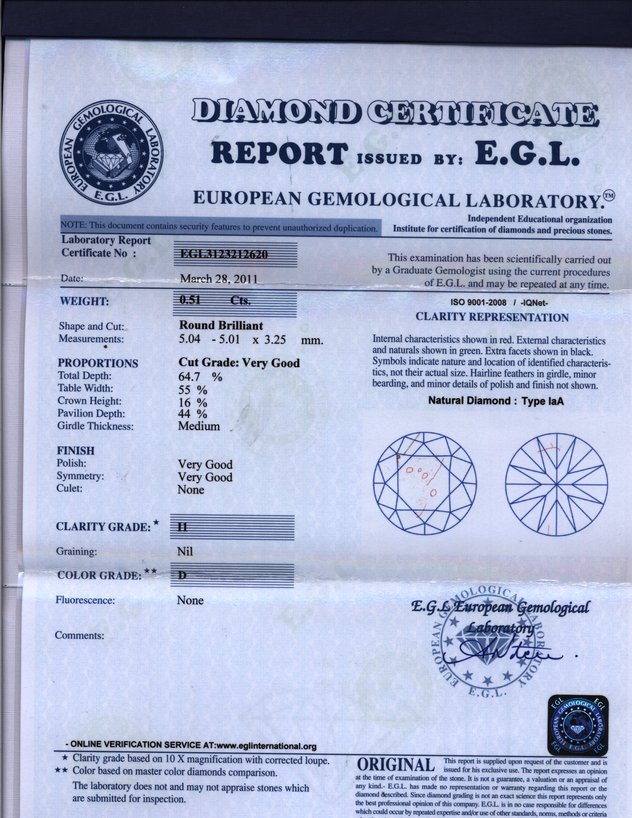 DIAMOND CERTIFICATE
REPORT ISSUED BY: E.G.L.
EUROPEAN GEMOLOGICAL LABORATORY.™
EUROPEAN GEMOLOGICAL LABORATORY
E.G.L.
NOTE: This document contains security features to prevent unauthorized duplication.
Independent Educational organization
Institute for certification of diamonds and precious stones.
Laboratory Report
Certificate No : EGL3123212620
Date: March 28, 2011
This examination has been scientifically carried out
by a Graduate Gemologist using the current procedures
of E.G.L. and may be repeated at any time.
WEIGHT: 0.51 Cts.
Shape and Cut: Round Brilliant
Measurements: 5.04 - 5.01 x 3.25 mm.
PROPORTIONS Cut Grade: Very Good
Total Depth: 64.7 %
Table Width: 55 %
Crown Height: 16 %
Pavilion Depth: 44 %
Girdle Thickness: Medium
FINISH
Polish: Very Good
Symmetry: Very Good
Culet: None
CLARITY GRADE:★ I1
Graining: Nil
COLOR GRADE:★★ D
Fluorescence: None
Comments:
ISO 9001-2008 / -IQNet-
CLARITY REPRESENTATION
Internal characteristics shown in red. External characteristics
and naturals shown in green. Extra facets shown in black.
Symbols indicate nature and location of identified characteris-
tics, not their actual size. Hairline feathers in girdle, minor
bearding, and minor details of polish and finish not shown.
Natural Diamond : Type IaA
E.G.L European Gemological
Laboratory
EUROPEAN GEMOLOGICAL LABORATORY
E.G.L.
EGL EGL
EUROPEAN GEMOLOGICAL LABORATORY
E.G.L.
EGL EGL
- ONLINE VERIFICATION SERVICE AT:www.eglinternational.org
★ Clarity grade based on 10 X magnification with corrected loupe.
★★ Color based on master color diamonds comparison.
The laboratory does not and may not appraise stones which
are submitted for inspection.
ORIGINAL This report is supplied upon request of the customer and is
issued for his exclusive use. The report expresses an opinion
at the time of examination of the stone. It is not a guarantee, a valuation or an appraisal of
any kind.- E.G.L. has made no representation or warranty regarding this report or the
diamond described. Since diamond grading is not an exact science this report represents only
the best professional opinion of this company. E.G.L. is in no case responsible for differences
which could occur by repeated expertise and/or use of other standards, norms, methods or criteria